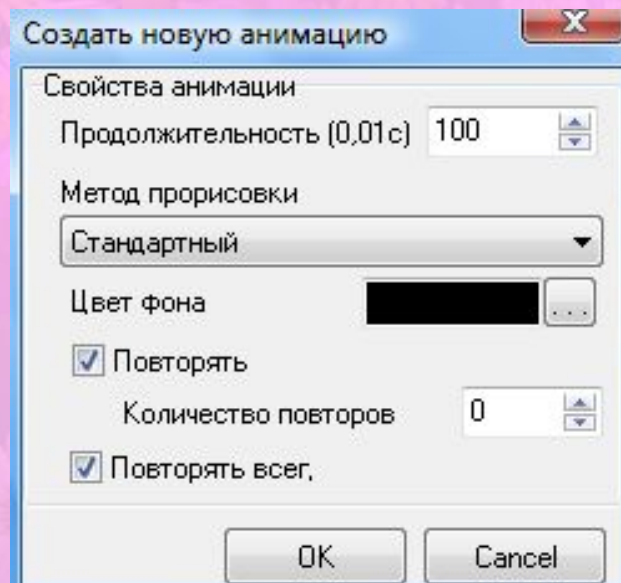 Создать новую анимацию
Свойства анимации
Продолжительность (0,01с) 100
Метод прорисовки
Стандартный
Цвет фона ...
Повторять
Количество повторов 0
Повторять всег,
OK Cancel